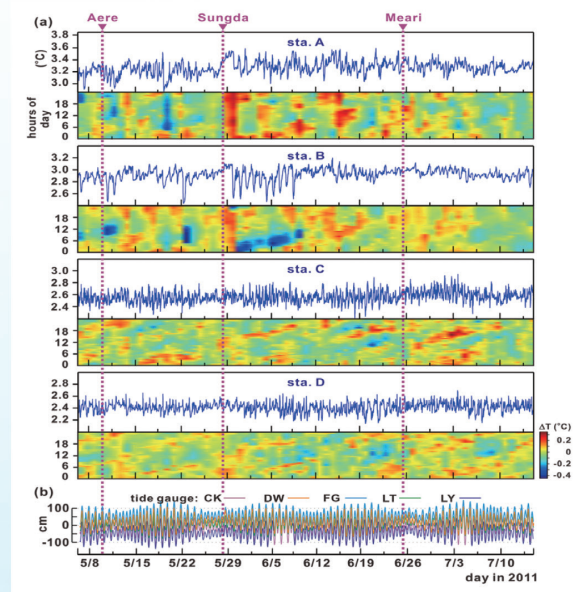 Aere Sungda Meari
(a)
3.8
3.6
3.4
3.2
3.0
(°C)
sta. A
hours of
day
18
12
6
0
3.2
3.0
2.8
2.6
sta. B
18
12
6
0
3.0
2.8
2.6
2.4
sta. C
18
12
6
0
2.8
2.6
2.4
2.2
sta. D
18
12
6
0
ΔT (°C)
0.2
0
-0.2
-0.4
(b)
tide gauge: CK DW FG LT LY
100
0
-100
cm
5/8 5/15 5/22 5/29 6/5 6/12 6/19 6/26 7/3 7/10
day in 2011